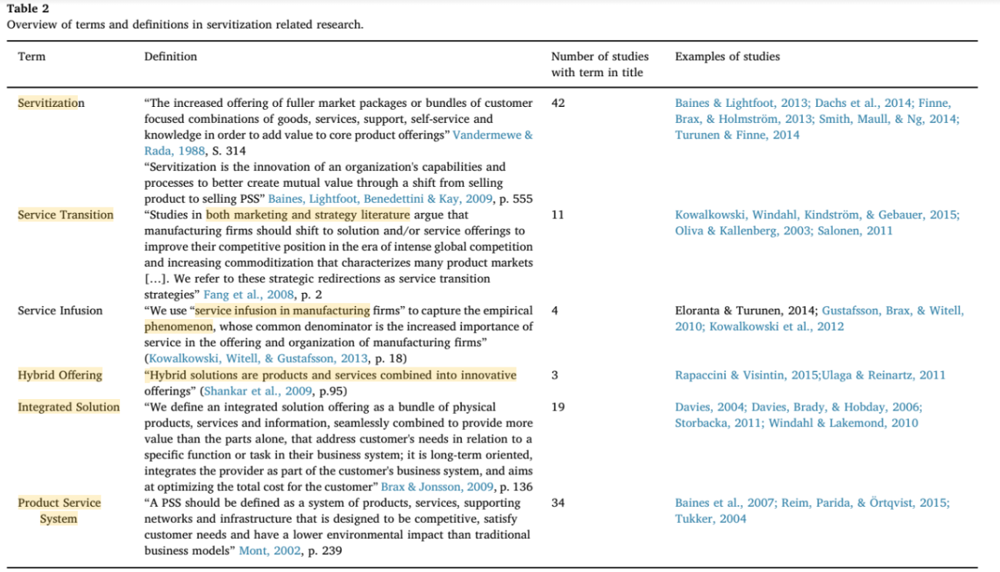 Table 2
Overview of terms and definitions in servitization related research.
Term Definition Number of studies with term in title Examples of studies
Servitization “The increased offering of fuller market packages or bundles of customer 42 Baines & Lightfoot, 2013; Dachs et al., 2014; Finne,
focused combinations of goods, services, support, self-service and Brax, & Holmström, 2013; Smith, Maull, & Ng, 2014;
knowledge in order to add value to core product offerings” Vandermewe & Turunen & Finne, 2014
Rada, 1988, S. 314
“Servitization is the innovation of an organization's capabilities and
processes to better create mutual value through a shift from selling
product to selling PSS” Baines, Lightfoot, Benedettini & Kay, 2009, p. 555
Service Transition “Studies in both marketing and strategy literature argue that 11 Kowalkowski, Windahl, Kindström, & Gebauer, 2015;
manufacturing firms should shift to solution and/or service offerings to Oliva & Kallenberg, 2003; Salonen, 2011
improve their competitive position in the era of intense global competition
and increasing commoditization that characterizes many product markets
[...]. We refer to these strategic redirections as service transition
strategies” Fang et al., 2008, p. 2
Service Infusion “We use “service infusion in manufacturing firms” to capture the empirical 4 Eloranta & Turunen, 2014; Gustafsson, Brax, & Witell,
phenomenon, whose common denominator is the increased importance of 2010; Kowalkowski et al., 2012
service in the offering and organization of manufacturing firms”
(Kowalkowski, Witell, & Gustafsson, 2013, p. 18)
Hybrid Offering “Hybrid solutions are products and services combined into innovative 3 Rapaccini & Visintin, 2015;Ulaga & Reinartz, 2011
offerings” (Shankar et al., 2009, p.95)
Integrated Solution “We define an integrated solution offering as a bundle of physical 19 Davies, 2004; Davies, Brady, & Hobday, 2006;
products, services and information, seamlessly combined to provide more Storbacka, 2011; Windahl & Lakemond, 2010
value than the parts alone, that address customer's needs in relation to a
specific function or task in their business system; it is long-term oriented,
integrates the provider as part of the customer's business system, and aims
at optimizing the total cost for the customer” Brax & Jonsson, 2009, p. 136
Product Service “A PSS should be defined as a system of products, services, supporting 34 Baines et al., 2007; Reim, Parida, & Örtqvist, 2015;
System networks and infrastructure that is designed to be competitive, satisfy Tukker, 2004
customer needs and have a lower environmental impact than traditional
business models” Mont, 2002, p. 239